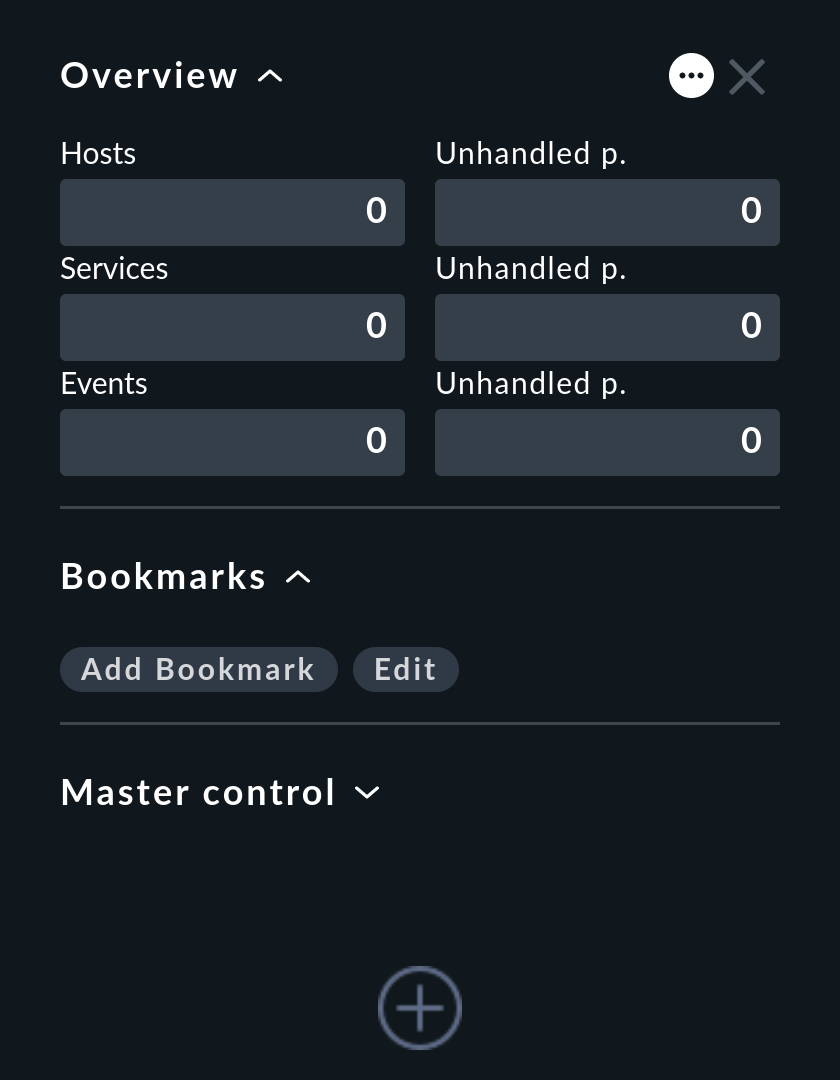 Overview
Hosts Unhandled p.
0 0
Services Unhandled p.
0 0
Events Unhandled p.
0 0
Bookmarks
Add Bookmark Edit
Master control